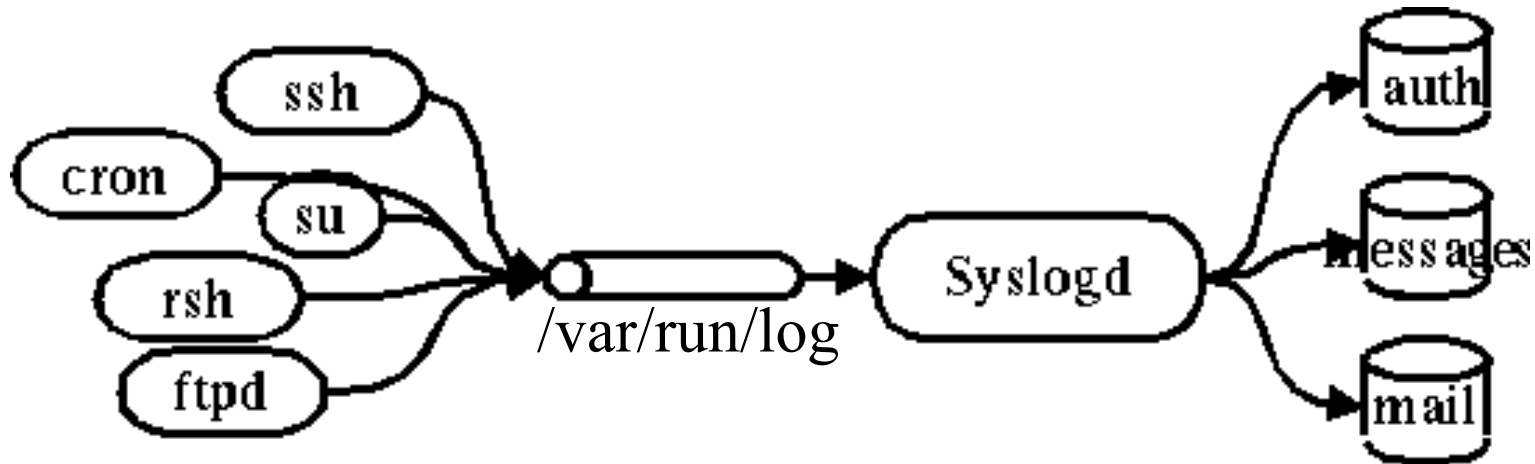 ssh
cron
su
rsh
ftpd
/var/run/log
Syslogd
auth
messages
mail